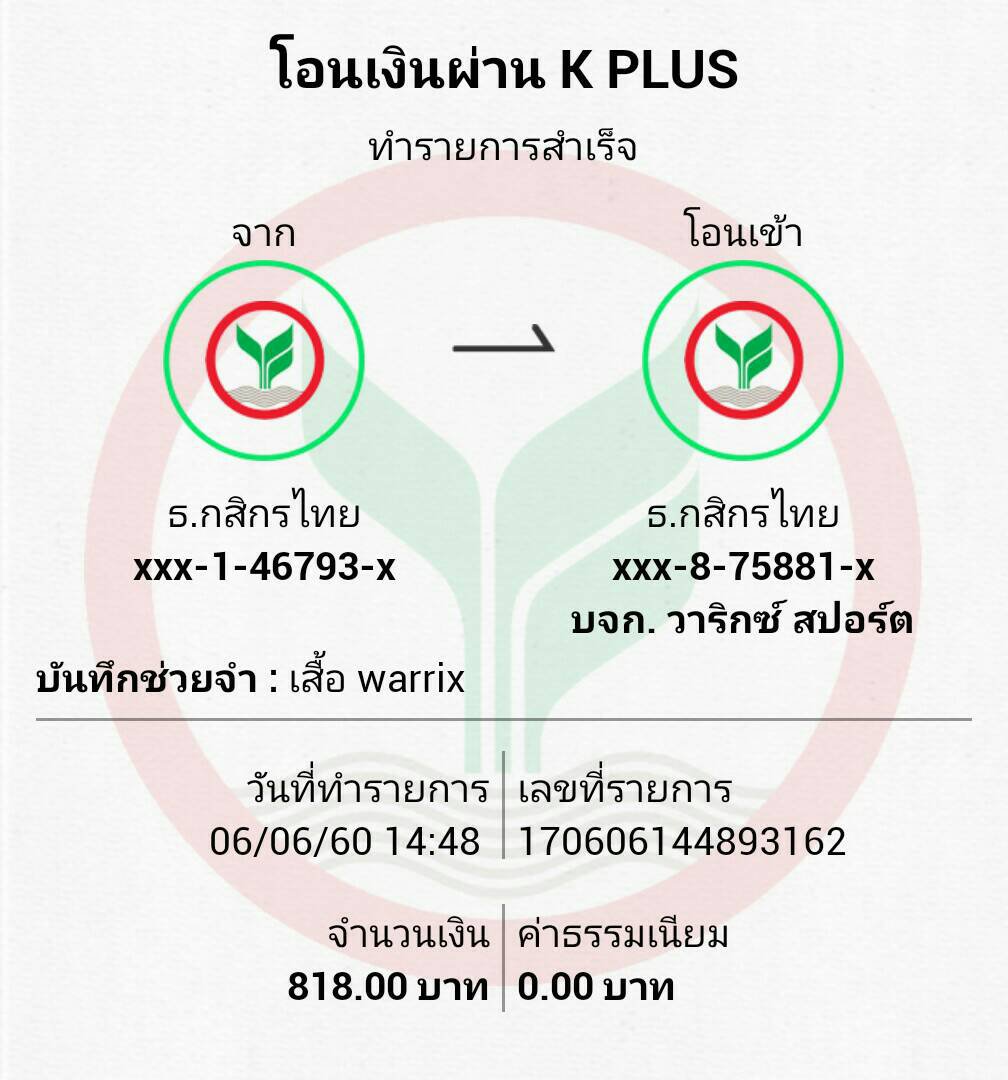 โอนเงินผ่าน K PLUS
ทำรายการสำเร็จ
จาก
โอนเข้า
ธ.กสิกรไทย
xxx-1-46793-x
ธ.กสิกรไทย
xxx-8-75881-x
บจก. วาริกซ์ สปอร์ต
บันทึกช่วยจำ : เสื้อ warrix
วันที่ทำรายการ
06/06/60 14:48
เลขที่รายการ
170606144893162
จำนวนเงิน
818.00 บาท
ค่าธรรมเนียม
0.00 บาท